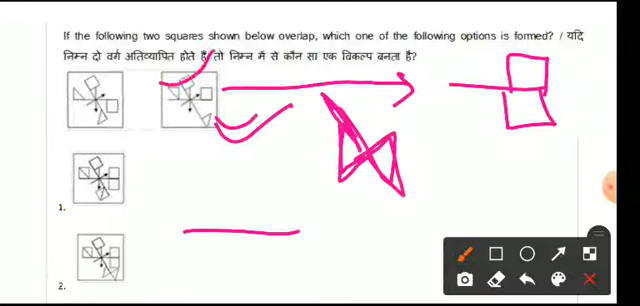 If the following two squares shown below overlap, which one of the following options is formed? / यदि
निम्न दो वर्ग अतिव्यापित होते हैं, तो निम्न में से कौन सा एक विकल्प बनता है?
1.
2.